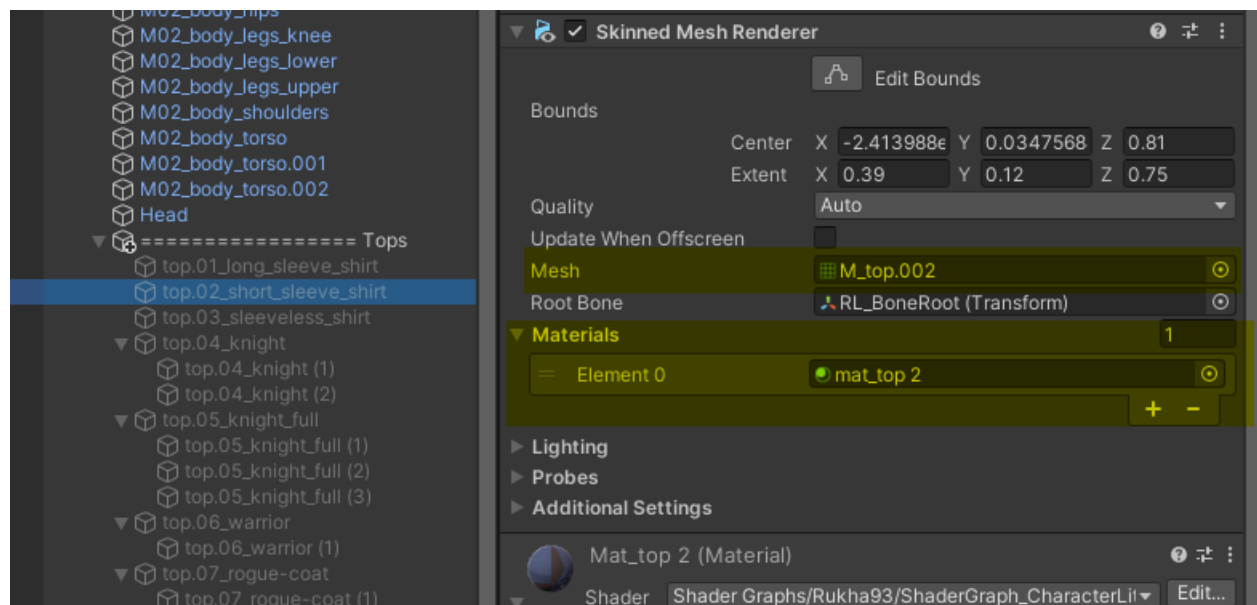 M02_body_hips
M02_body_legs_knee
M02_body_legs_lower
M02_body_legs_upper
M02_body_shoulders
M02_body_torso
M02_body_torso.001
M02_body_torso.002
Head
================= Tops
top.01_long_sleeve_shirt
top.02_short_sleeve_shirt
top.03_sleeveless_shirt
top.04_knight
top.04_knight (1)
top.04_knight (2)
top.05_knight_full
top.05_knight_full (1)
top.05_knight_full (2)
top.05_knight_full (3)
top.06_warrior
top.06_warrior (1)
top.07_rogue-coat
top.07_rogue-coat (1)
Skinned Mesh Renderer
Edit Bounds
Bounds
Center X -2.413988e Y 0.0347568 Z 0.81
Extent X 0.39 Y 0.12 Z 0.75
Quality Auto
Update When Offscreen
Mesh M_top.002
Root Bone RL_BoneRoot (Transform)
Materials 1
Element 0 mat_top 2
+ −
Lighting
Probes
Additional Settings
Mat_top 2 (Material)
Shader Shader Graphs/Rukha93/ShaderGraph_CharacterLit Edit...